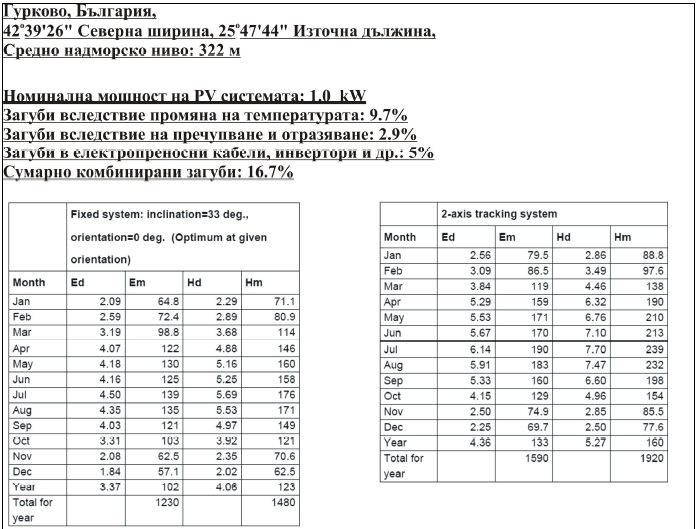 Гурково, България,
42°39'26" Северна ширина, 25°47'44" Източна дължина,
Средно надморско ниво: 322 м
Номинална мощност на PV системата: 1.0 kW
Загуби вследствие промяна на температурата: 9.7%
Загуби вследствие на пречупване и отразяване: 2.9%
Загуби в електропреносни кабели, инвертори и др.: 5%
Сумарно комбинирани загуби: 16.7%
Fixed system: inclination=33 deg.,
orientation=0 deg. (Optimum at given
orientation)
Month Ed Em Hd Hm
Jan 2.09 64.8 2.29 71.1
Feb 2.59 72.4 2.89 80.9
Mar 3.19 98.8 3.68 114
Apr 4.07 122 4.88 146
May 4.18 130 5.16 160
Jun 4.16 125 5.25 158
Jul 4.50 139 5.69 176
Aug 4.35 135 5.53 171
Sep 4.03 121 4.97 149
Oct 3.31 103 3.92 121
Nov 2.08 62.5 2.35 70.6
Dec 1.84 57.1 2.02 62.5
Year 3.37 102 4.06 123
Total for 1230 1480
year
2-axis tracking system
Month Ed Em Hd Hm
Jan 2.56 79.5 2.86 88.8
Feb 3.09 86.5 3.49 97.6
Mar 3.84 119 4.46 138
Apr 5.29 159 6.32 190
May 5.53 171 6.76 210
Jun 5.67 170 7.10 213
Jul 6.14 190 7.70 239
Aug 5.91 183 7.47 232
Sep 5.33 160 6.60 198
Oct 4.15 129 4.96 154
Nov 2.50 74.9 2.85 85.5
Dec 2.25 69.7 2.50 77.6
Year 4.36 133 5.27 160
Total for 1590 1920
year